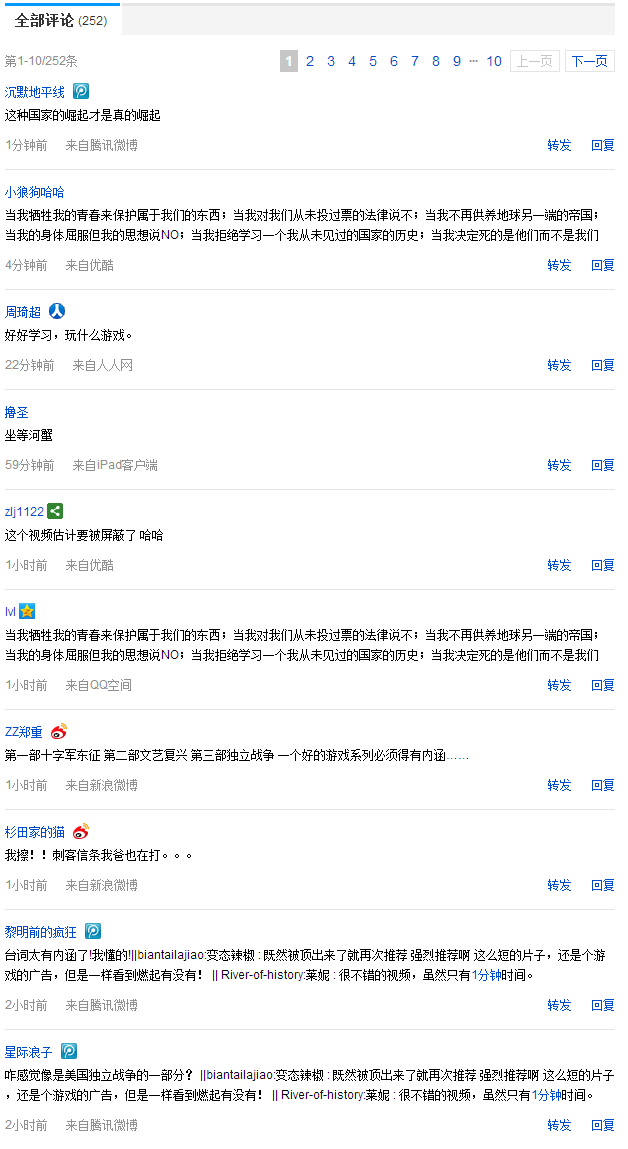 全部评论 (252)
第1-10/252条 1 2 3 4 5 6 7 8 9 ... 10 上一页 下一页
沉默地平线
这种国家的崛起才是真的崛起
1分钟前 来自腾讯微博 转发 回复
小狼狗哈哈
当我牺牲我的青春来保护属于我们的东西；当我对我们从未投过票的法律说不；当我不再供养地球另一端的帝国；
当我的身体屈服但我的思想说NO；当我拒绝学习一个我从未见过的国家的历史；当我决定死的是他们而不是我们
4分钟前 来自优酷 转发 回复
周琦超
好好学习，玩什么游戏。
22分钟前 来自人人网 转发 回复
撸圣
坐等河蟹
59分钟前 来自iPad客户端 转发 回复
zlj1122
这个视频估计要被屏蔽了 哈哈
1小时前 来自优酷 转发 回复
lvl
当我牺牲我的青春来保护属于我们的东西；当我对我们从未投过票的法律说不；当我不再供养地球另一端的帝国；
当我的身体屈服但我的思想说NO；当我拒绝学习一个我从未见过的国家的历史；当我决定死的是他们而不是我们
1小时前 来自QQ空间 转发 回复
ZZ郑重
第一部十字军东征 第二部文艺复兴 第三部独立战争 一个好的游戏系列必须得有内涵……
1小时前 来自新浪微博 转发 回复
杉田家的猫
我擦！！刺客信条我爸也在打。。。
1小时前 来自新浪微博 转发 回复
黎明前的疯狂
台词太有内涵了!我懂的!||biantailajiao:变态辣椒 : 既然被顶出来了就再次推荐 强烈推荐啊 这么短的片子，还是个游
戏的广告，但是一样看到燃起有没有！ || River-of-history:莱妮 : 很不错的视频，虽然只有1分钟时间。
2小时前 来自腾讯微博 转发 回复
星际浪子
咋感觉像是美国独立战争的一部分？ ||biantailajiao:变态辣椒 : 既然被顶出来了就再次推荐 强烈推荐啊 这么短的片子
，还是个游戏的广告，但是一样看到燃起有没有！ || River-of-history:莱妮 : 很不错的视频，虽然只有1分钟时间。
2小时前 来自腾讯微博 转发 回复